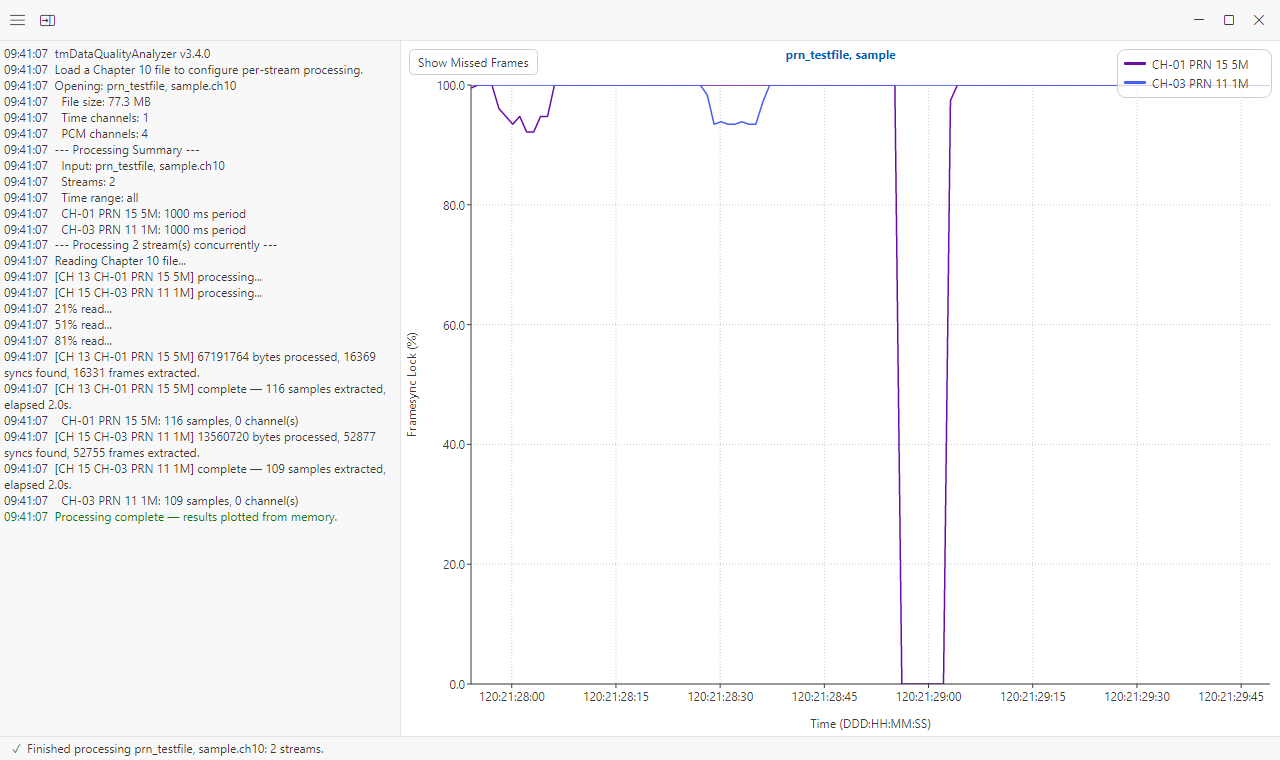 09:41:07 tmDataQualityAnalyzer v3.4.0
09:41:07 Load a Chapter 10 file to configure per-stream processing.
09:41:07 Opening: prn_testfile, sample.ch10
09:41:07 File size: 77.3 MB
09:41:07 Time channels: 1
09:41:07 PCM channels: 4
09:41:07 --- Processing Summary ---
09:41:07 Input: prn_testfile, sample.ch10
09:41:07 Streams: 2
09:41:07 Time range: all
09:41:07 CH-01 PRN 15 5M: 1000 ms period
09:41:07 CH-03 PRN 11 1M: 1000 ms period
09:41:07 --- Processing 2 stream(s) concurrently ---
09:41:07 Reading Chapter 10 file...
09:41:07 [CH 13 CH-01 PRN 15 5M] processing...
09:41:07 [CH 15 CH-03 PRN 11 1M] processing...
09:41:07 21% read...
09:41:07 51% read...
09:41:07 81% read...
09:41:07 [CH 13 CH-01 PRN 15 5M] 67191764 bytes processed, 16369
syncs found, 16331 frames extracted.
09:41:07 [CH 13 CH-01 PRN 15 5M] complete — 116 samples extracted,
elapsed 2.0s.
09:41:07 CH-01 PRN 15 5M: 116 samples, 0 channel(s)
09:41:07 [CH 15 CH-03 PRN 11 1M] 13560720 bytes processed, 52877
syncs found, 52755 frames extracted.
09:41:07 [CH 15 CH-03 PRN 11 1M] complete — 109 samples extracted,
elapsed 2.0s.
09:41:07 CH-03 PRN 11 1M: 109 samples, 0 channel(s)
09:41:07 Processing complete — results plotted from memory.
Show Missed Frames
prn_testfile, sample
CH-01 PRN 15 5M
CH-03 PRN 11 1M
100.0
80.0
60.0
40.0
20.0
0.0
Framesync Lock (%)
120:21:28:00 120:21:28:15 120:21:28:30 120:21:28:45 120:21:29:00 120:21:29:15 120:21:29:30 120:21:29:45
Time (DDD:HH:MM:SS)
✓ Finished processing prn_testfile, sample.ch10: 2 streams.